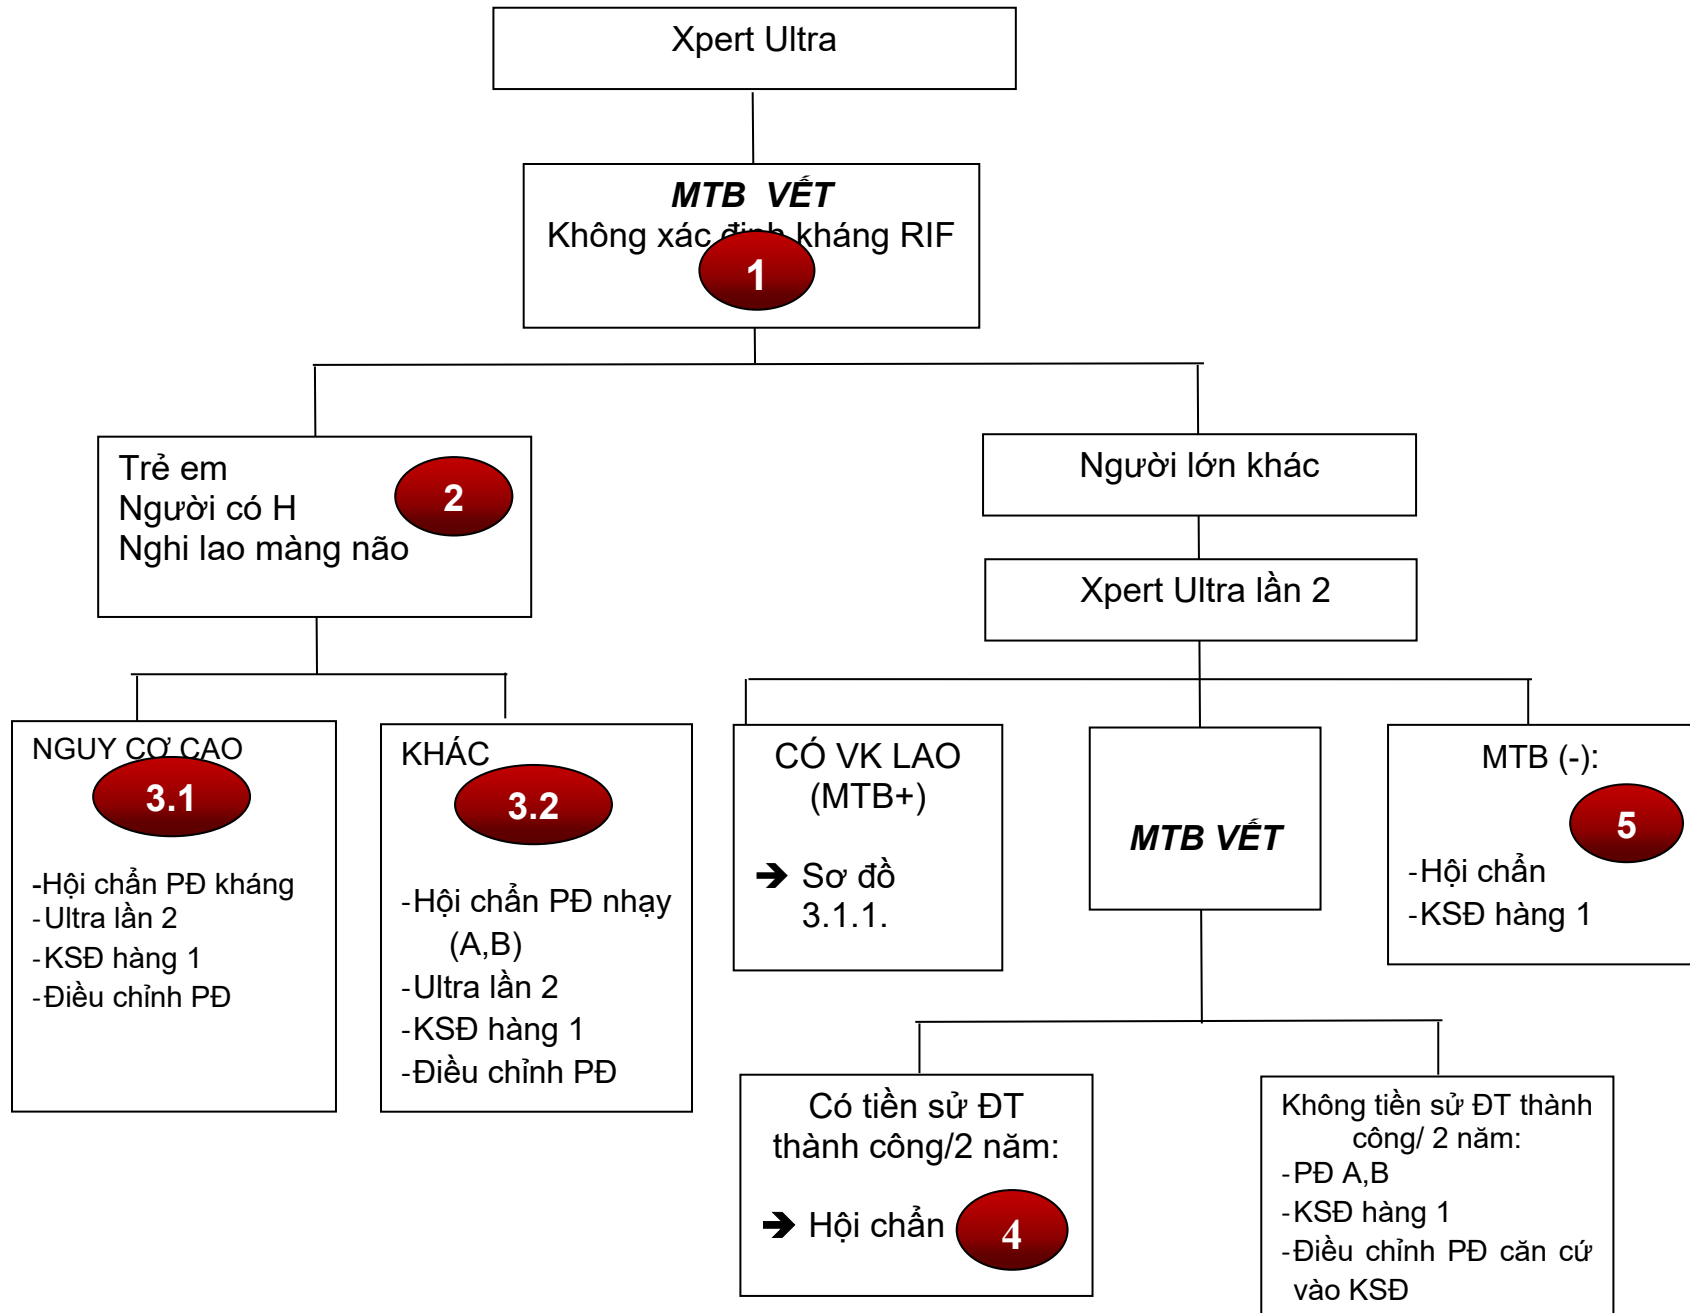 Xpert Ultra
MTB VẾT
Không xác định kháng RIF
1
Trẻ em
Người có H
Nghi lao màng não
2
Người lớn khác
Xpert Ultra lần 2
NGUY CƠ CAO
3.1
-Hội chẩn PĐ kháng
-Ultra lần 2
-KSĐ hàng 1
-Điều chỉnh PĐ
KHÁC
3.2
-Hội chẩn PĐ nhạy
(A,B)
-Ultra lần 2
-KSĐ hàng 1
-Điều chỉnh PĐ
CÓ VK LAO
(MTB+)
➔ Sơ đồ
3.1.1.
MTB VẾT
MTB (-):
5
-Hội chẩn
-KSĐ hàng 1
Có tiền sử ĐT
thành công/2 năm:
➔ Hội chẩn
4
Không tiền sử ĐT thành
công/ 2 năm:
-PĐ A,B
-KSĐ hàng 1
-Điều chỉnh PĐ căn cứ
vào KSĐ